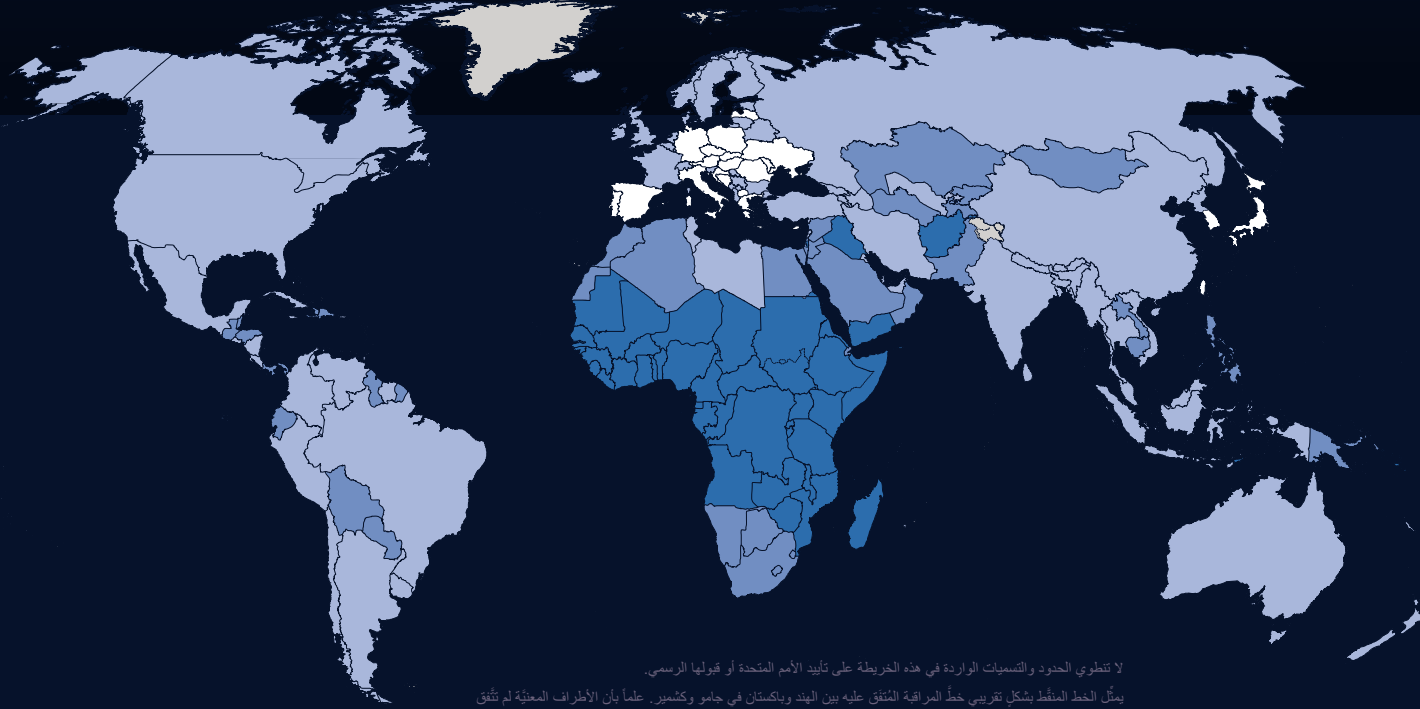 لا تنطوي الحدود والتسميات الواردة في هذه الخريطة على تأييد الأمم المتحدة أو قبولها الرسمي.
يمثِّل الخط المنقَّط بشكلٍ تقريبي خطَّ المراقبة المُتفَق عليه بين الهند وباكستان في جامو وكشمير. علماً بأن الأطراف المعنيَّة لم تتَّفق